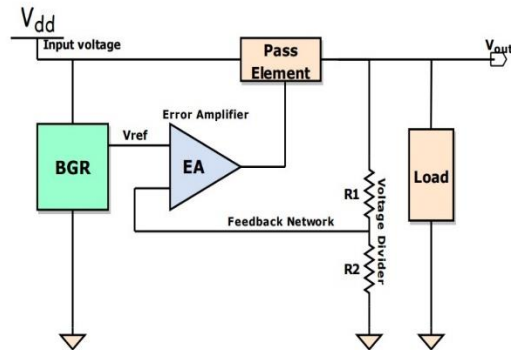 Vdd
Input voltage
Pass
Element
Vout
Error Amplifier
BGR
Vref
EA
R1
Voltage Divider
Load
Feedback Network
R2